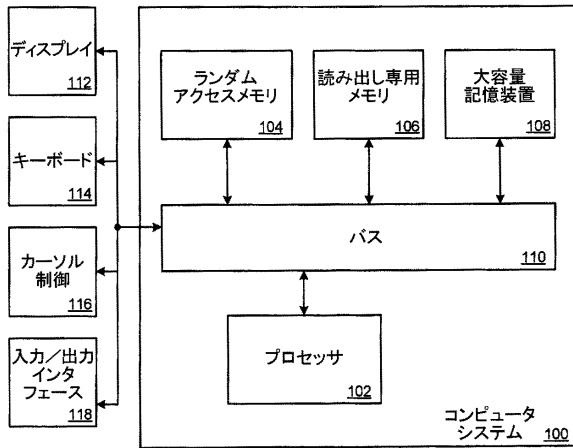 ディスプレイ
112
キーボード
114
カーソル
制御
116
入力/出力
インタ
フェース
118
ランダム
アクセスメモリ
104
読み出し専用
メモリ
106
大容量
記憶装置
108
バス
110
プロセッサ
102
コンピュータ
システム 100